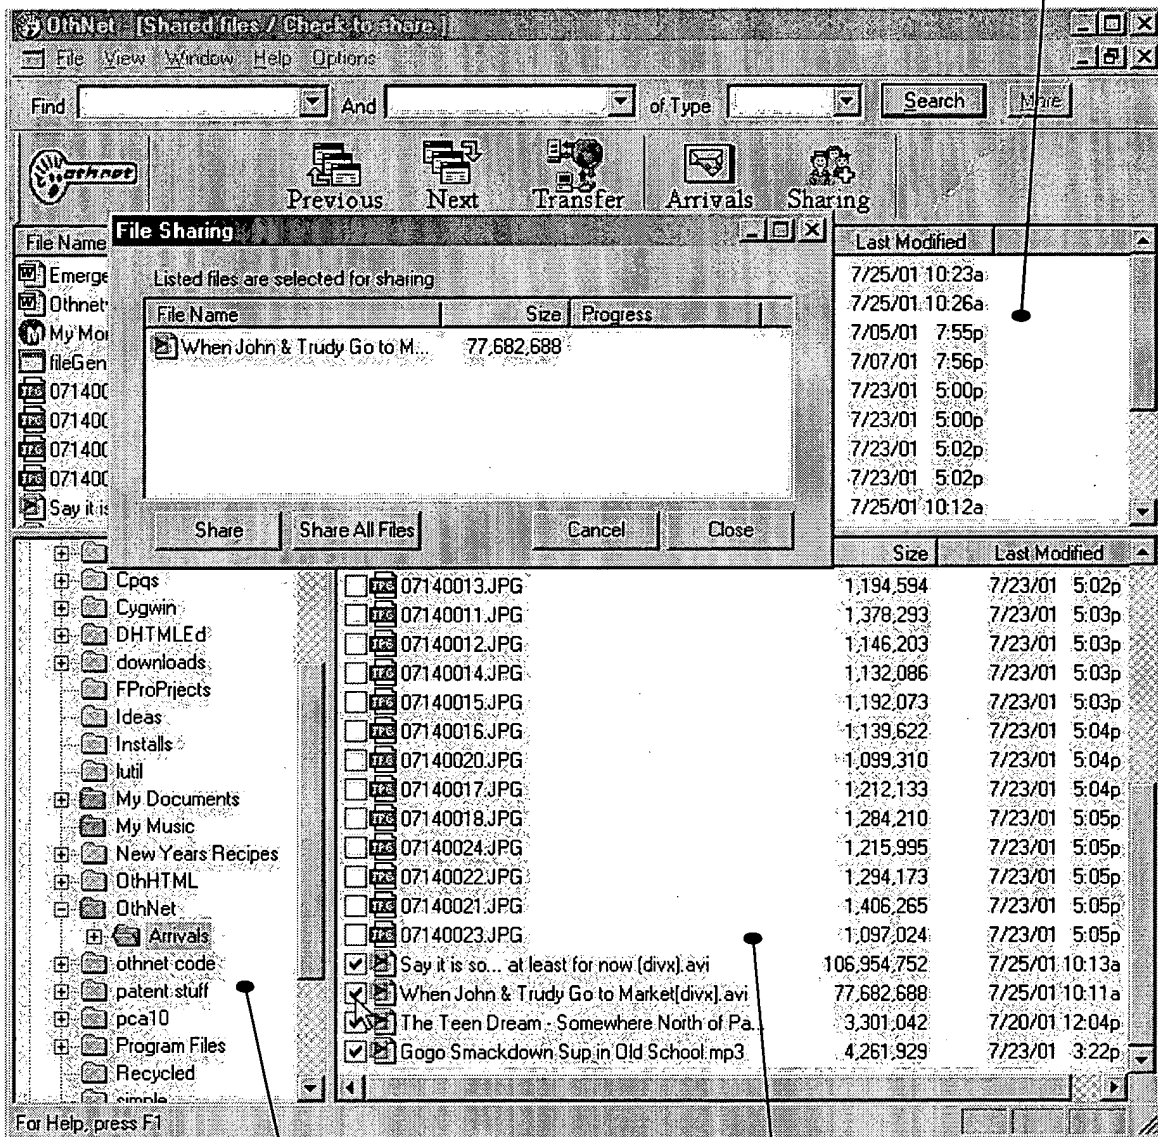 OthNet - [Shared files / Check to share ]
File View Window Help Options
Find And of Type Search More
othnet
Previous Next Transfer Arrivals Sharing
File Name Last Modified
Emerge 7/25/01 10:23a
Othnet 7/25/01 10:26a
My Mo 7/05/01 7:55p
fileGen 7/07/01 7:56p
071400 7/23/01 5:00p
071400 7/23/01 5:00p
071400 7/23/01 5:02p
071400 7/23/01 5:02p
Say it is 7/25/01 10:12a
File Sharing
Listed files are selected for sharing
File Name Size Progress
When John & Trudy Go to M... 77,682,688
Share Share All Files Cancel Close
Size Last Modified
Cpqs
Cygwin
DHTMLEd
downloads
FProPrjects
Ideas
Installs
lutil
My Documents
My Music
New Years Recipes
OthHTML
OthNet
Arrivals
othnet code
patent stuff
pca10
Program Files
Recycled
simple
07140013.JPG 1,194,594 7/23/01 5:02p
07140011.JPG 1,378,293 7/23/01 5:03p
07140012.JPG 1,146,203 7/23/01 5:03p
07140014.JPG 1,132,086 7/23/01 5:03p
07140015.JPG 1,192,073 7/23/01 5:03p
07140016.JPG 1,139,622 7/23/01 5:04p
07140020.JPG 1,099,310 7/23/01 5:04p
07140017.JPG 1,212,133 7/23/01 5:04p
07140018.JPG 1,284,210 7/23/01 5:05p
07140024.JPG 1,215,995 7/23/01 5:05p
07140022.JPG 1,294,173 7/23/01 5:05p
07140021.JPG 1,406,265 7/23/01 5:05p
07140023.JPG 1,097,024 7/23/01 5:05p
Say it is so... at least for now (divx).avi 106,954,752 7/25/01 10:13a
When John & Trudy Go to Market[divx].avi 77,682,688 7/25/01 10:11a
The Teen Dream - Somewhere North of Pa... 3,301,042 7/20/01 12:04p
Gogo Smackdown Sup in Old School.mp3 4,261,929 7/23/01 3:22p
For Help, press F1